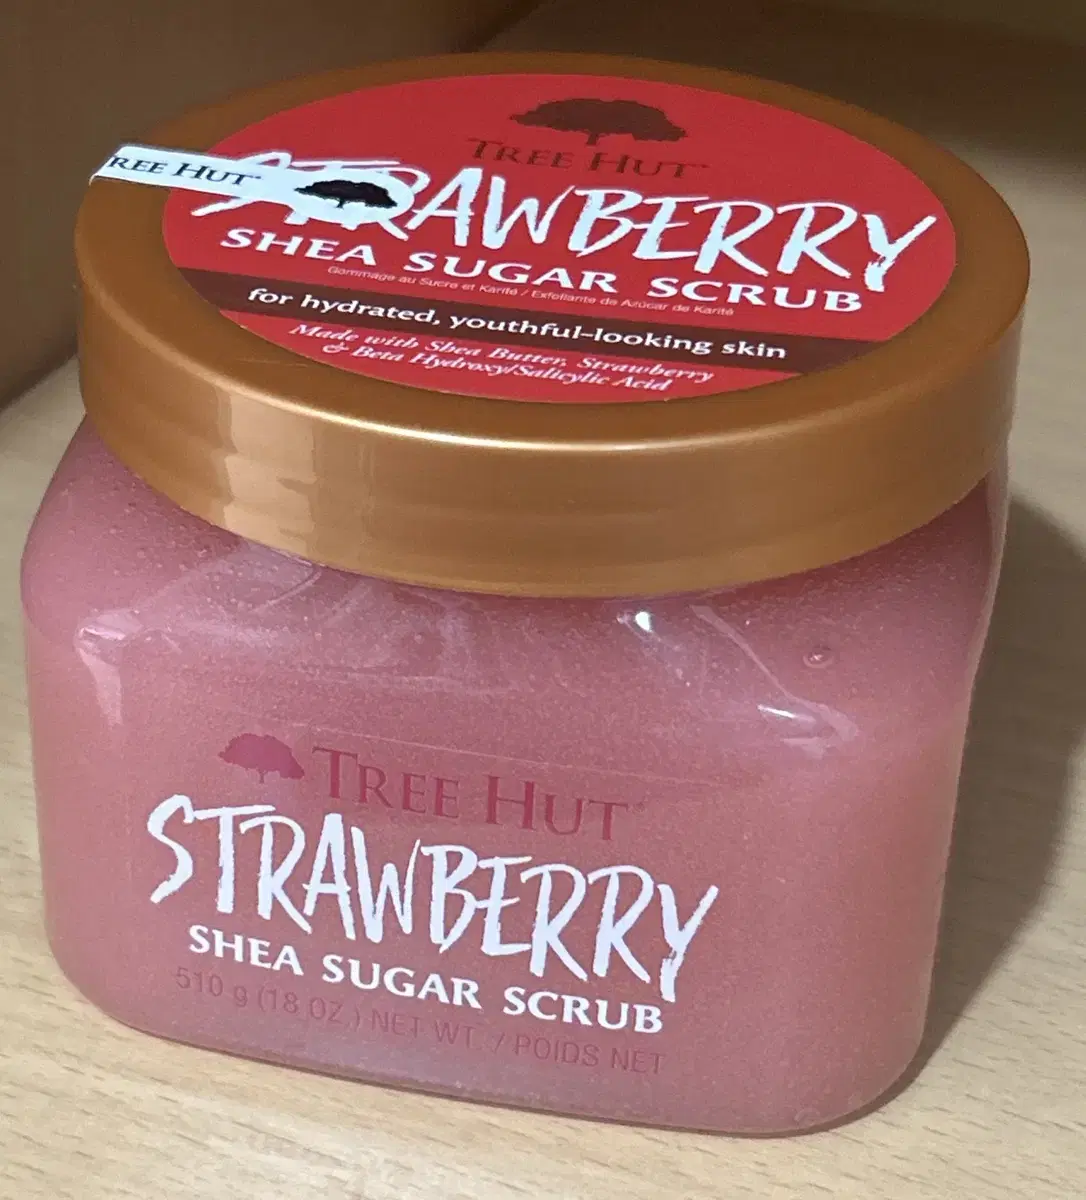 TREE HUT
REE HUT
STRAWBERRY
SHEA SUGAR SCRUB
Gommage au Sucre et Karité / Exfoliante de Azúcar de Karité
for hydrated, youthful-looking skin
Made with Shea Butter, Strawberry
& Beta Hydroxy/Salicylic Acid
TREE HUT
STRAWBERRY
SHEA SUGAR SCRUB
510 g (18 OZ.) NET WT. / POIDS NET